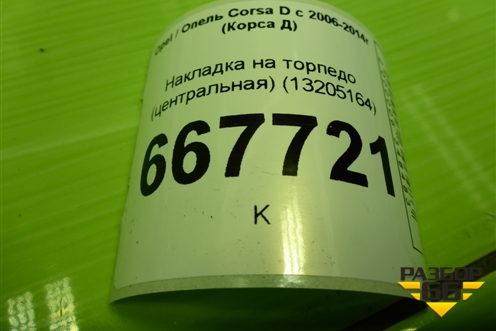 Opel / Опель Corsa D с 2006-2014г
(Корса Д)
Накладка на торпедо
(центральная) (13205164)
667721
К
РАЗБОР
66